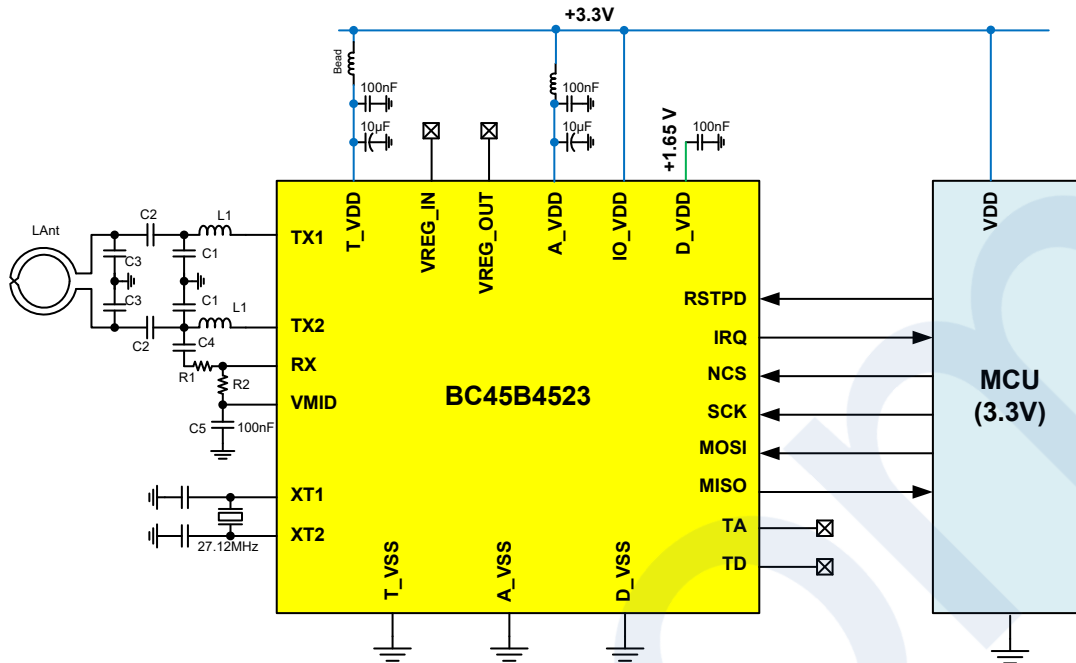 +3.3V
Bead
100nF
10µF
100nF
10µF
+1.65 V
100nF
T_VDD
VREG_IN
VREG_OUT
A_VDD
IO_VDD
D_VDD
VDD
LAnt
C2
L1
C3
C1
C3
C1
C2
L1
C4
R1
R2
C5
100nF
27.12MHz
TX1
TX2
RX
VMID
XT1
XT2
BC45B4523
RSTPD
IRQ
NCS
SCK
MOSI
MISO
TA
TD
T_VSS
A_VSS
D_VSS
MCU
(3.3V)